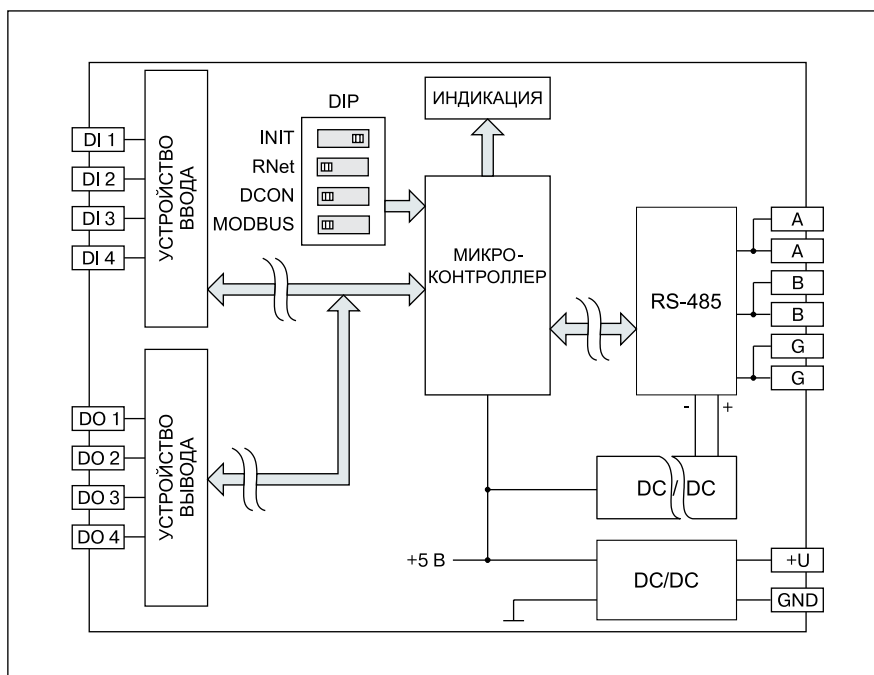 DIP
ИНДИКАЦИЯ
INIT
RNet
DCON
MODBUS
DI 1
DI 2
DI 3
DI 4
УСТРОЙСТВО
ВВОДА
МИКРО-
КОНТРОЛЛЕР
RS-485
A
A
B
B
G
G
- +
DO 1
DO 2
DO 3
DO 4
УСТРОЙСТВО
ВЫВОДА
DC / DC
+5 В
DC/DC
+U
GND